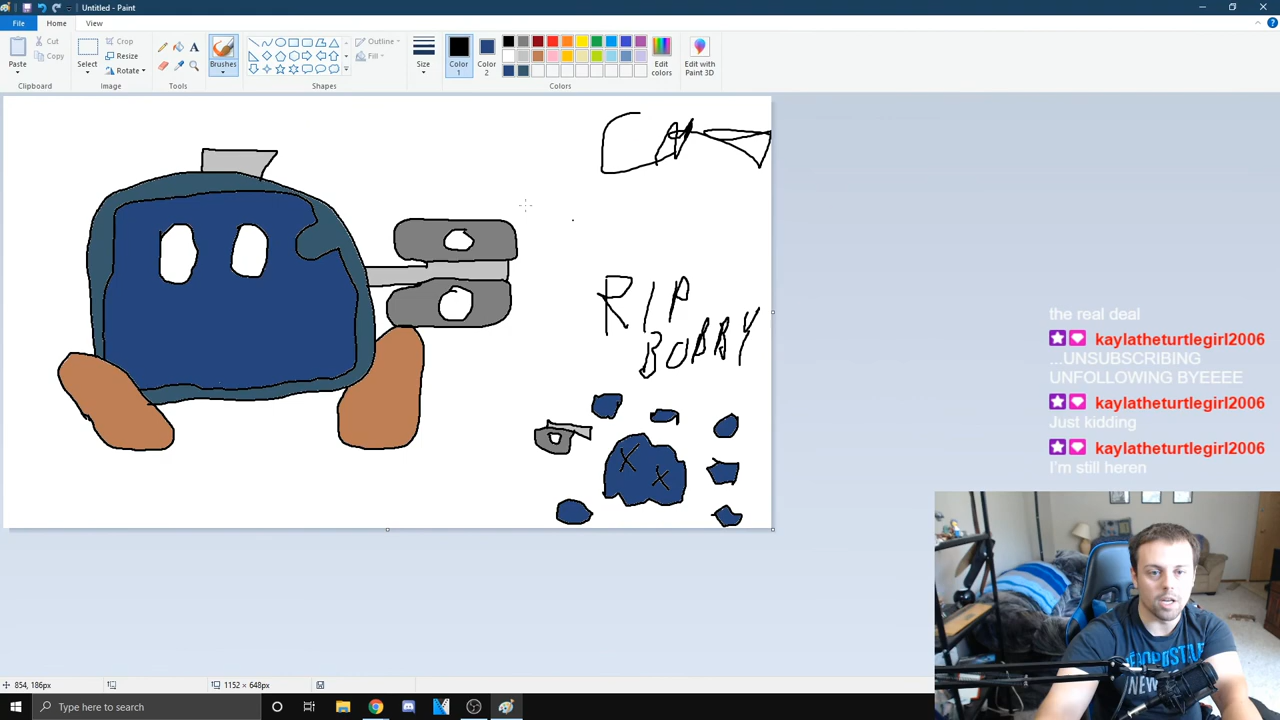 Untitled - Paint
File Home View
Paste
Cut
Copy
Clipboard
Select
Crop
Resize
Rotate
Image
A
Tools
Brushes
Outline
Fill
Shapes
Size
Color 1
Color 2
Edit colors
Colors
Edit with Paint 3D
RIP
BOBBY
X X
the real deal
kaylatheturtlegirl2006
...UNSUBSCRIBING
UNFOLLOWING BYEEEE
kaylatheturtlegirl2006
Just kidding
kaylatheturtlegirl2006
I'm still heren
NEW
854, 186px
1152 × 648px
Type here to search